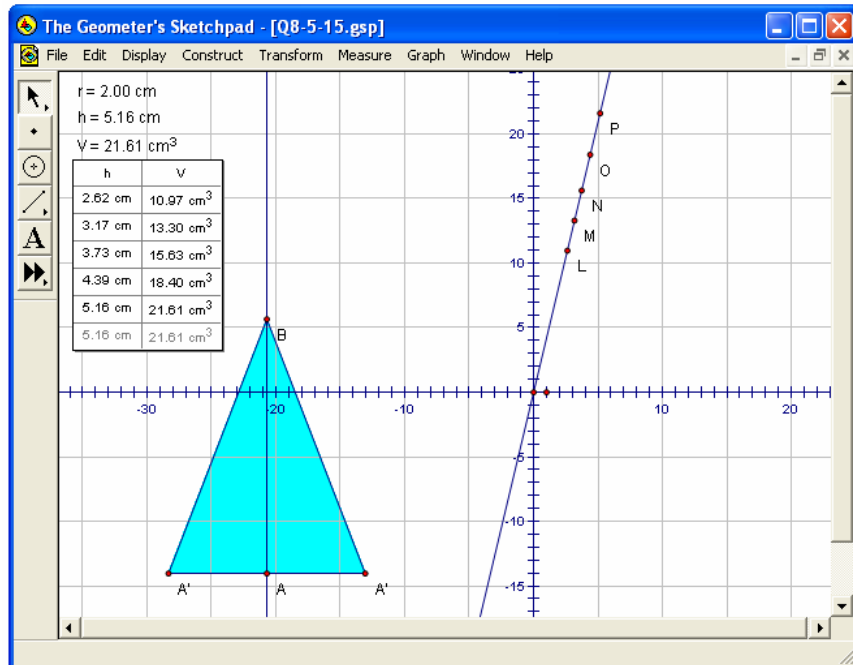 The Geometer's Sketchpad - [Q8-5-15.gsp]
File Edit Display Construct Transform Measure Graph Window Help
r = 2.00 cm
h = 5.16 cm
V = 21.61 cm³
h V
2.62 cm 10.97 cm³
3.17 cm 13.30 cm³
3.73 cm 15.63 cm³
4.39 cm 18.40 cm³
5.16 cm 21.61 cm³
5.16 cm 21.61 cm³
A
20
15
10
5
-5
-10
-15
-30 -20 -10 10 20
P
O
N
M
L
B
A' A A'